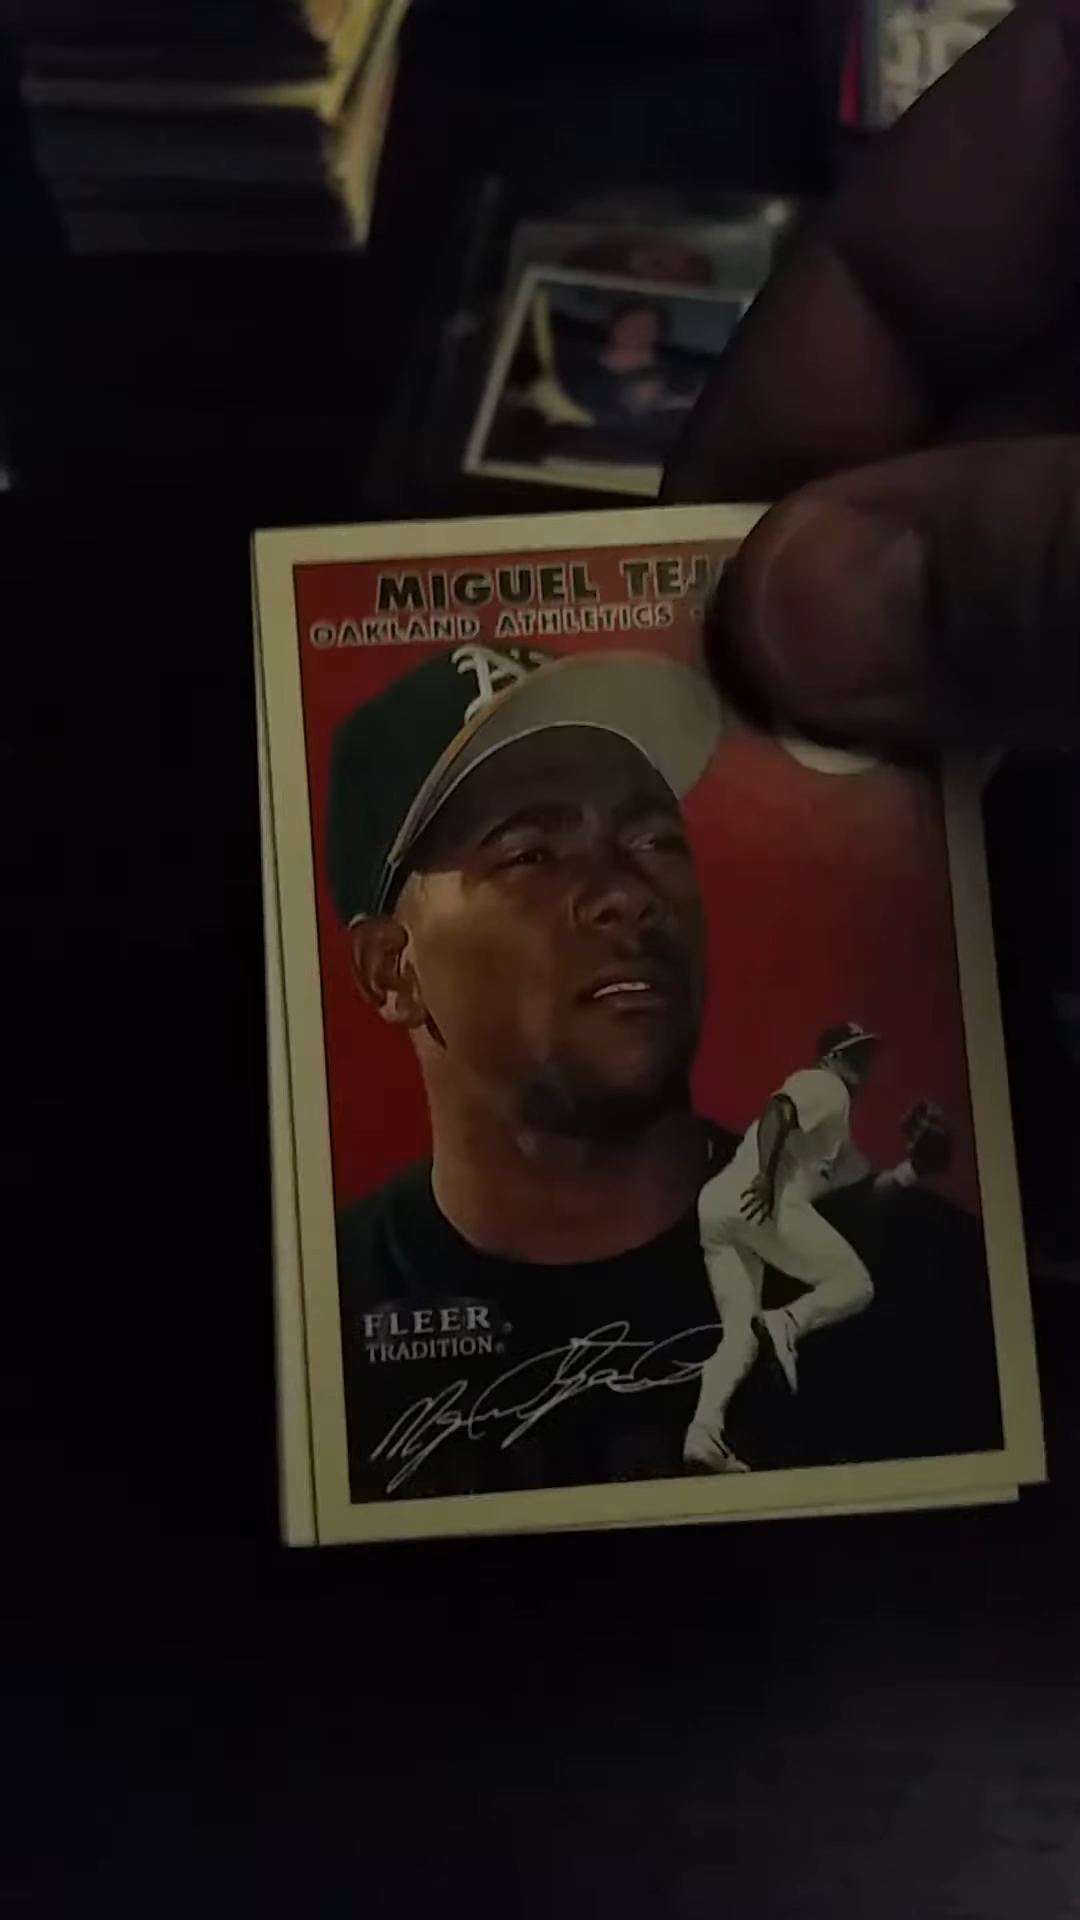 MIGUEL TEJ
OAKLAND ATHLETICS -
A's
FLEER
TRADITION®